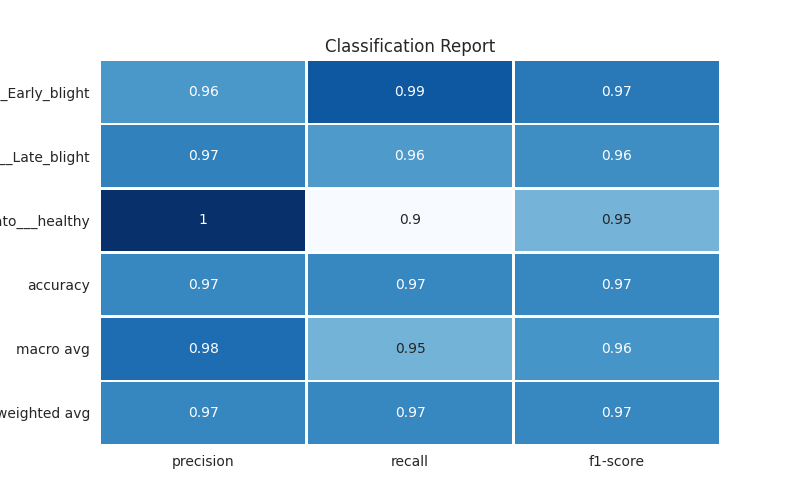 Classification Report
_Early_blight 0.96 0.99 0.97
__Late_blight 0.97 0.96 0.96
ato___healthy 1 0.9 0.95
accuracy 0.97 0.97 0.97
macro avg 0.98 0.95 0.96
weighted avg 0.97 0.97 0.97
precision recall f1-score